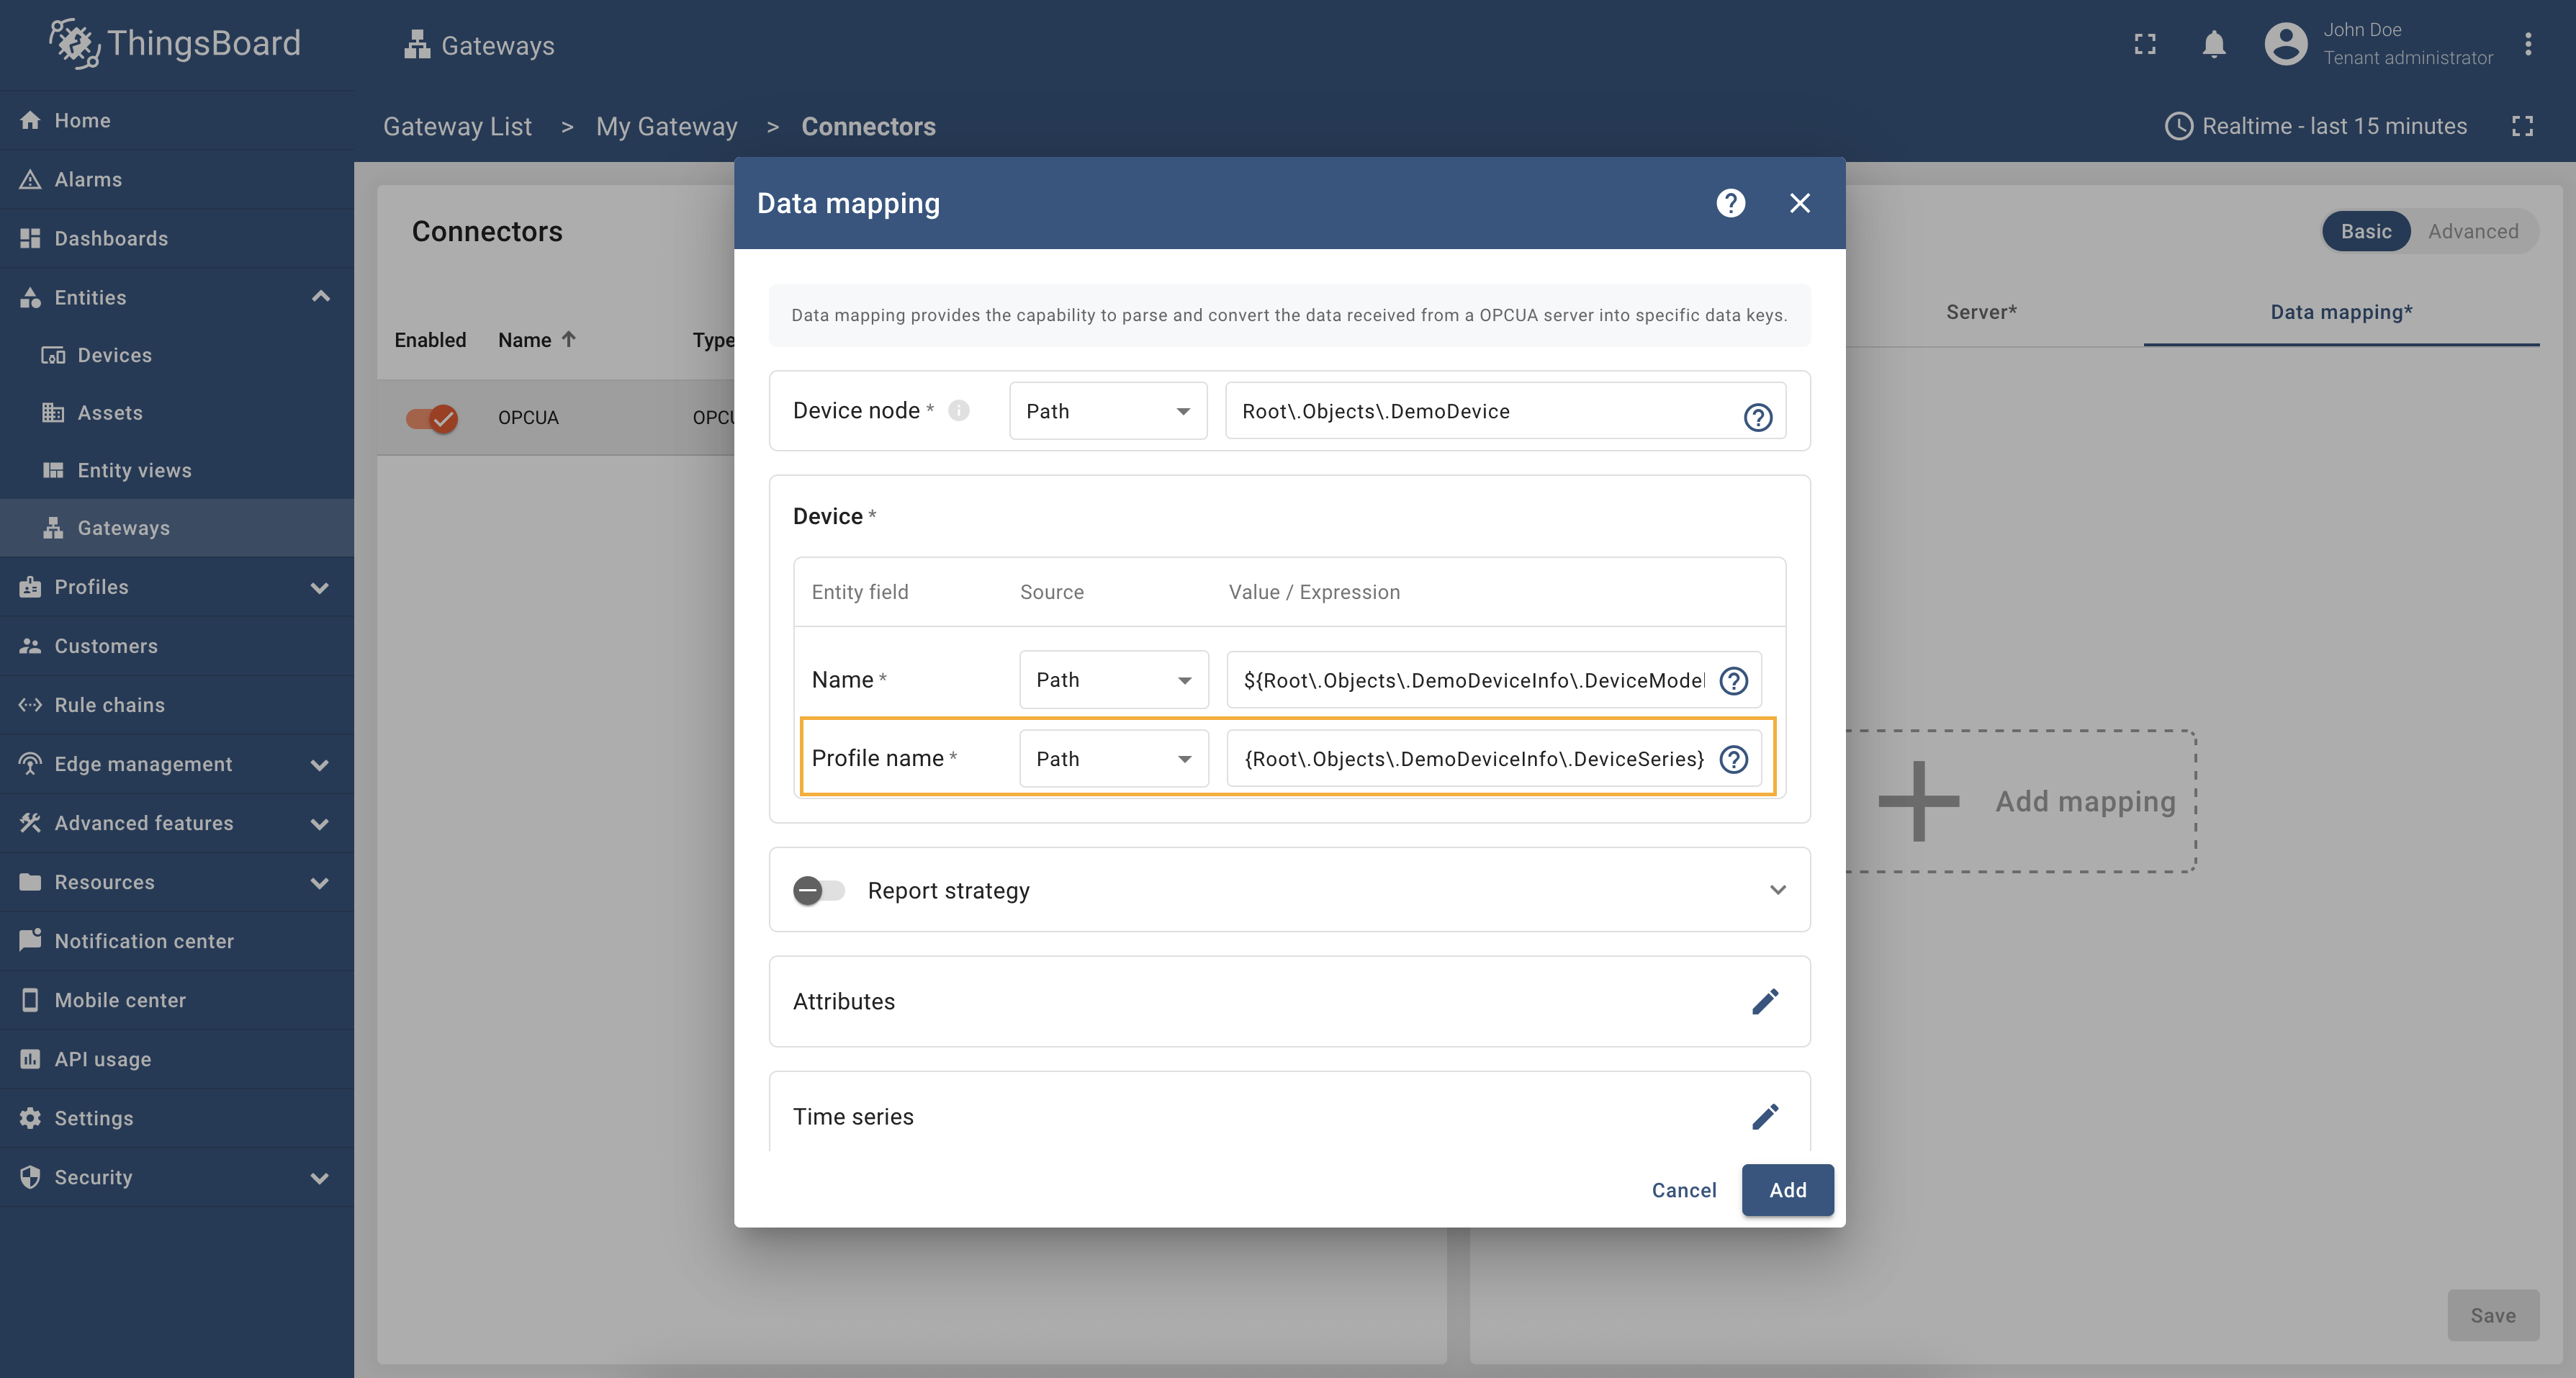 ThingsBoard
Gateways
John Doe
Tenant administrator
Gateway List > My Gateway > Connectors
Realtime - last 15 minutes
Home
Alarms
Dashboards
Entities
Devices
Assets
Entity views
Gateways
Profiles
Customers
Rule chains
Edge management
Advanced features
Resources
Notification center
Mobile center
API usage
Settings
Security
Connectors
Enabled Name Type
OPCUA OPCU
Basic Advanced
Server* Data mapping*
Add mapping
Save
Data mapping
Data mapping provides the capability to parse and convert the data received from a OPCUA server into specific data keys.
Device node * Path Root\.Objects\.DemoDevice
Device *
Entity field Source Value / Expression
Name * Path ${Root\.Objects\.DemoDeviceInfo\.DeviceModel
Profile name * Path {Root\.Objects\.DemoDeviceInfo\.DeviceSeries}
Report strategy
Attributes
Time series
Cancel Add